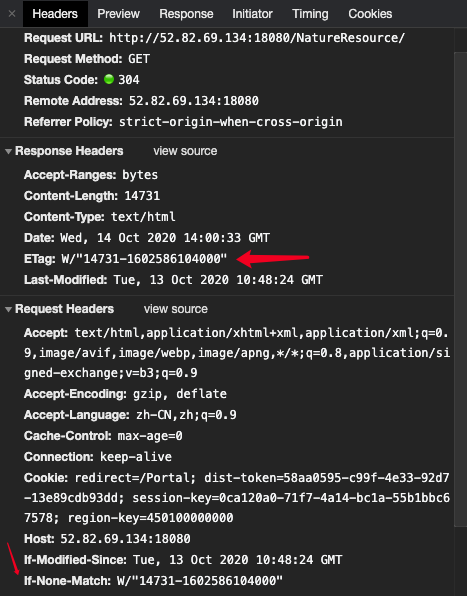 × Headers Preview Response Initiator Timing Cookies
Request URL: http://52.82.69.134:18080/NatureResource/
Request Method: GET
Status Code: 304
Remote Address: 52.82.69.134:18080
Referrer Policy: strict-origin-when-cross-origin
Response Headers view source
Accept-Ranges: bytes
Content-Length: 14731
Content-Type: text/html
Date: Wed, 14 Oct 2020 14:00:33 GMT
ETag: W/"14731-1602586104000"
Last-Modified: Tue, 13 Oct 2020 10:48:24 GMT
Request Headers view source
Accept: text/html,application/xhtml+xml,application/xml;q=0.
9,image/avif,image/webp,image/apng,*/*;q=0.8,application/si
gned-exchange;v=b3;q=0.9
Accept-Encoding: gzip, deflate
Accept-Language: zh-CN,zh;q=0.9
Cache-Control: max-age=0
Connection: keep-alive
Cookie: redirect=/Portal; dist-token=58aa0595-c99f-4e33-92d7
-13e89cdb93dd; session-key=0ca120a0-71f7-4a14-bc1a-55b1bbc6
7578; region-key=450100000000
Host: 52.82.69.134:18080
If-Modified-Since: Tue, 13 Oct 2020 10:48:24 GMT
If-None-Match: W/"14731-1602586104000"